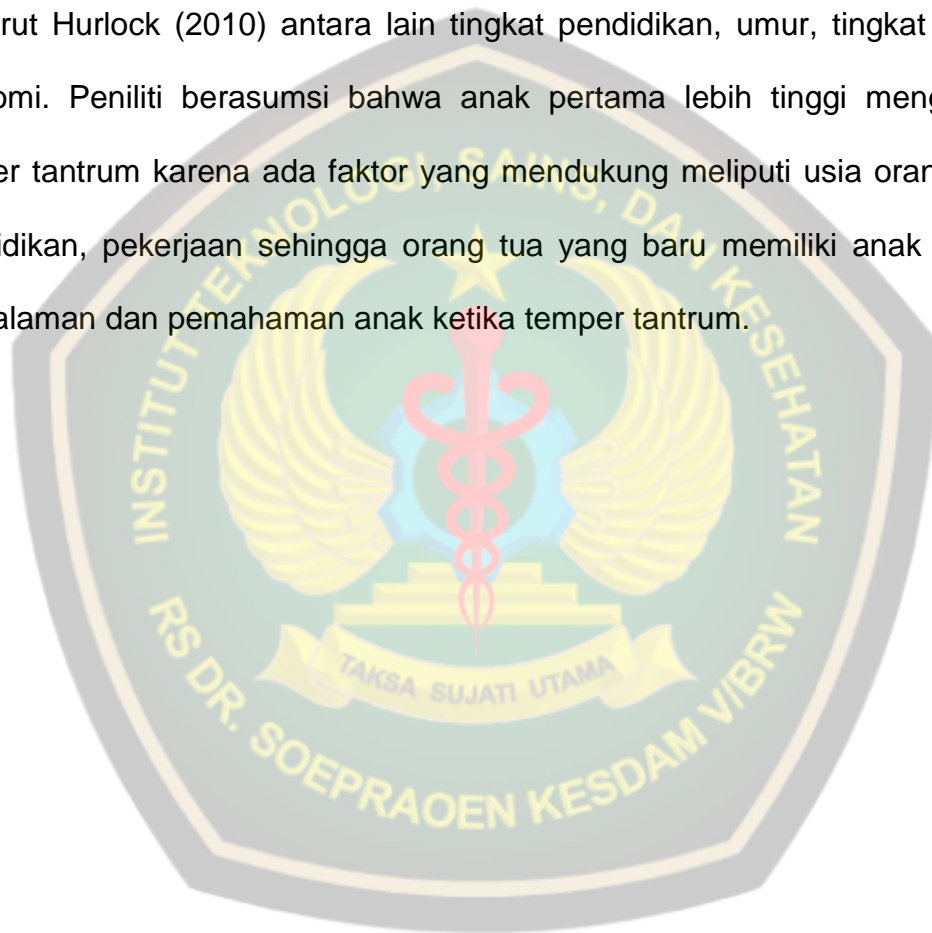 rut Hurlock (2010) antara lain tingkat pendidikan, umur, tingkat
omi. Peniliti berasumsi bahwa anak pertama lebih tinggi meng
er tantrum karena ada faktor yang mendukung meliputi usia oran
idikan, pekerjaan sehingga orang tua yang baru memiliki anak
alaman dan pemahaman anak ketika temper tantrum.
INSTITUT TEKNOLOGI, SAINS, DAN KESEHATAN
TAKSA SUJATI UTAMA
RS DR. SOEPRAOEN KESDAM V/BRW